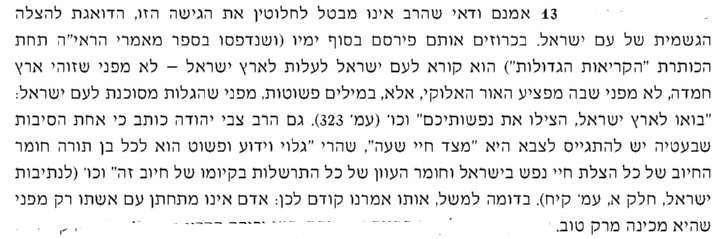 13 אמנם ודאי שהרב אינו מבטל לחלוטין את הגישה הזו, הדואגת להצלה
הגשמית של עם ישראל. בכרוזים אותם פירסם בסוף ימיו (ושנדפסו בספר מאמרי הראי"ה תחת
הכותרת "הקריאות הגדולות") הוא קורא לעם ישראל לעלות לארץ ישראל – לא מפני שזוהי ארץ
חמדה, לא מפני שבה מפציע האור האלוקי, אלא, במילים פשוטות, מפני שהגלות מסוכנת לעם ישראל:
"בואו לארץ ישראל, הצילו את נפשותיכם" וכו' (עמ' 323). גם הרב צבי יהודה כותב כי אחת הסיבות
שבעטיה יש להתגייס לצבא היא "מצד חיי שעה", שהרי "גלוי וידוע ופשוט הוא לכל בן תורה חומר
החיוב של כל הצלת חיי נפש בישראל וחומר העוון של כל התרשלות בקיומו של חיוב זה" וכו' (לנתיבות
ישראל, חלק א, עמ' קיח). בדומה למשל, אותו אמרנו קודם לכן: אדם אינו מתחתן עם אשתו רק מפני
שהיא מכינה מרק טוב.